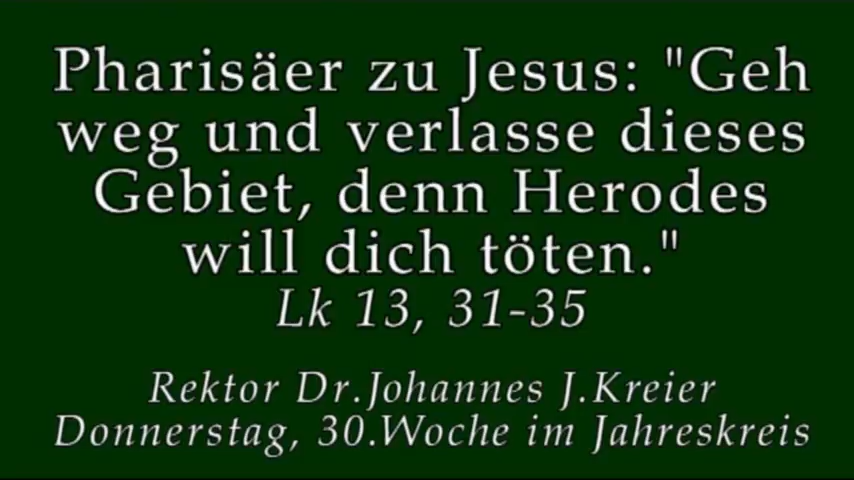 Pharisäer zu Jesus: "Geh
weg und verlasse dieses
Gebiet, denn Herodes
will dich töten."
Lk 13, 31-35
Rektor Dr.Johannes J.Kreier
Donnerstag, 30.Woche im Jahreskreis